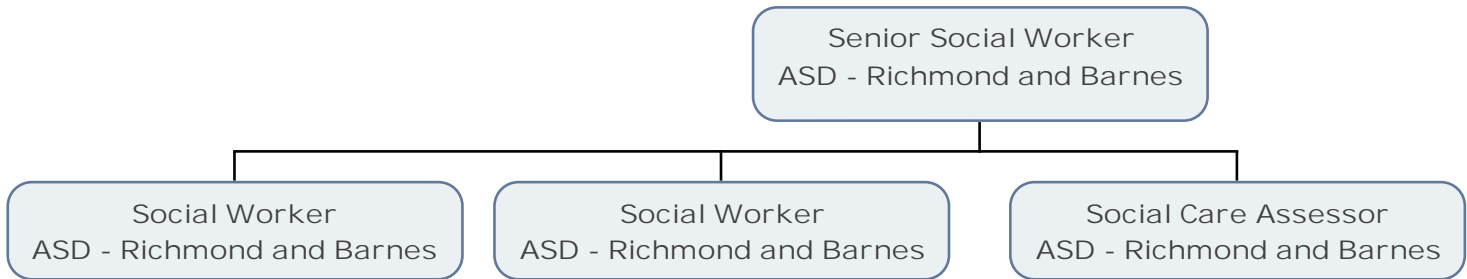 Senior Social Worker
ASD - Richmond and Barnes
Social Worker
ASD - Richmond and Barnes
Social Worker
ASD - Richmond and Barnes
Social Care Assessor
ASD - Richmond and Barnes